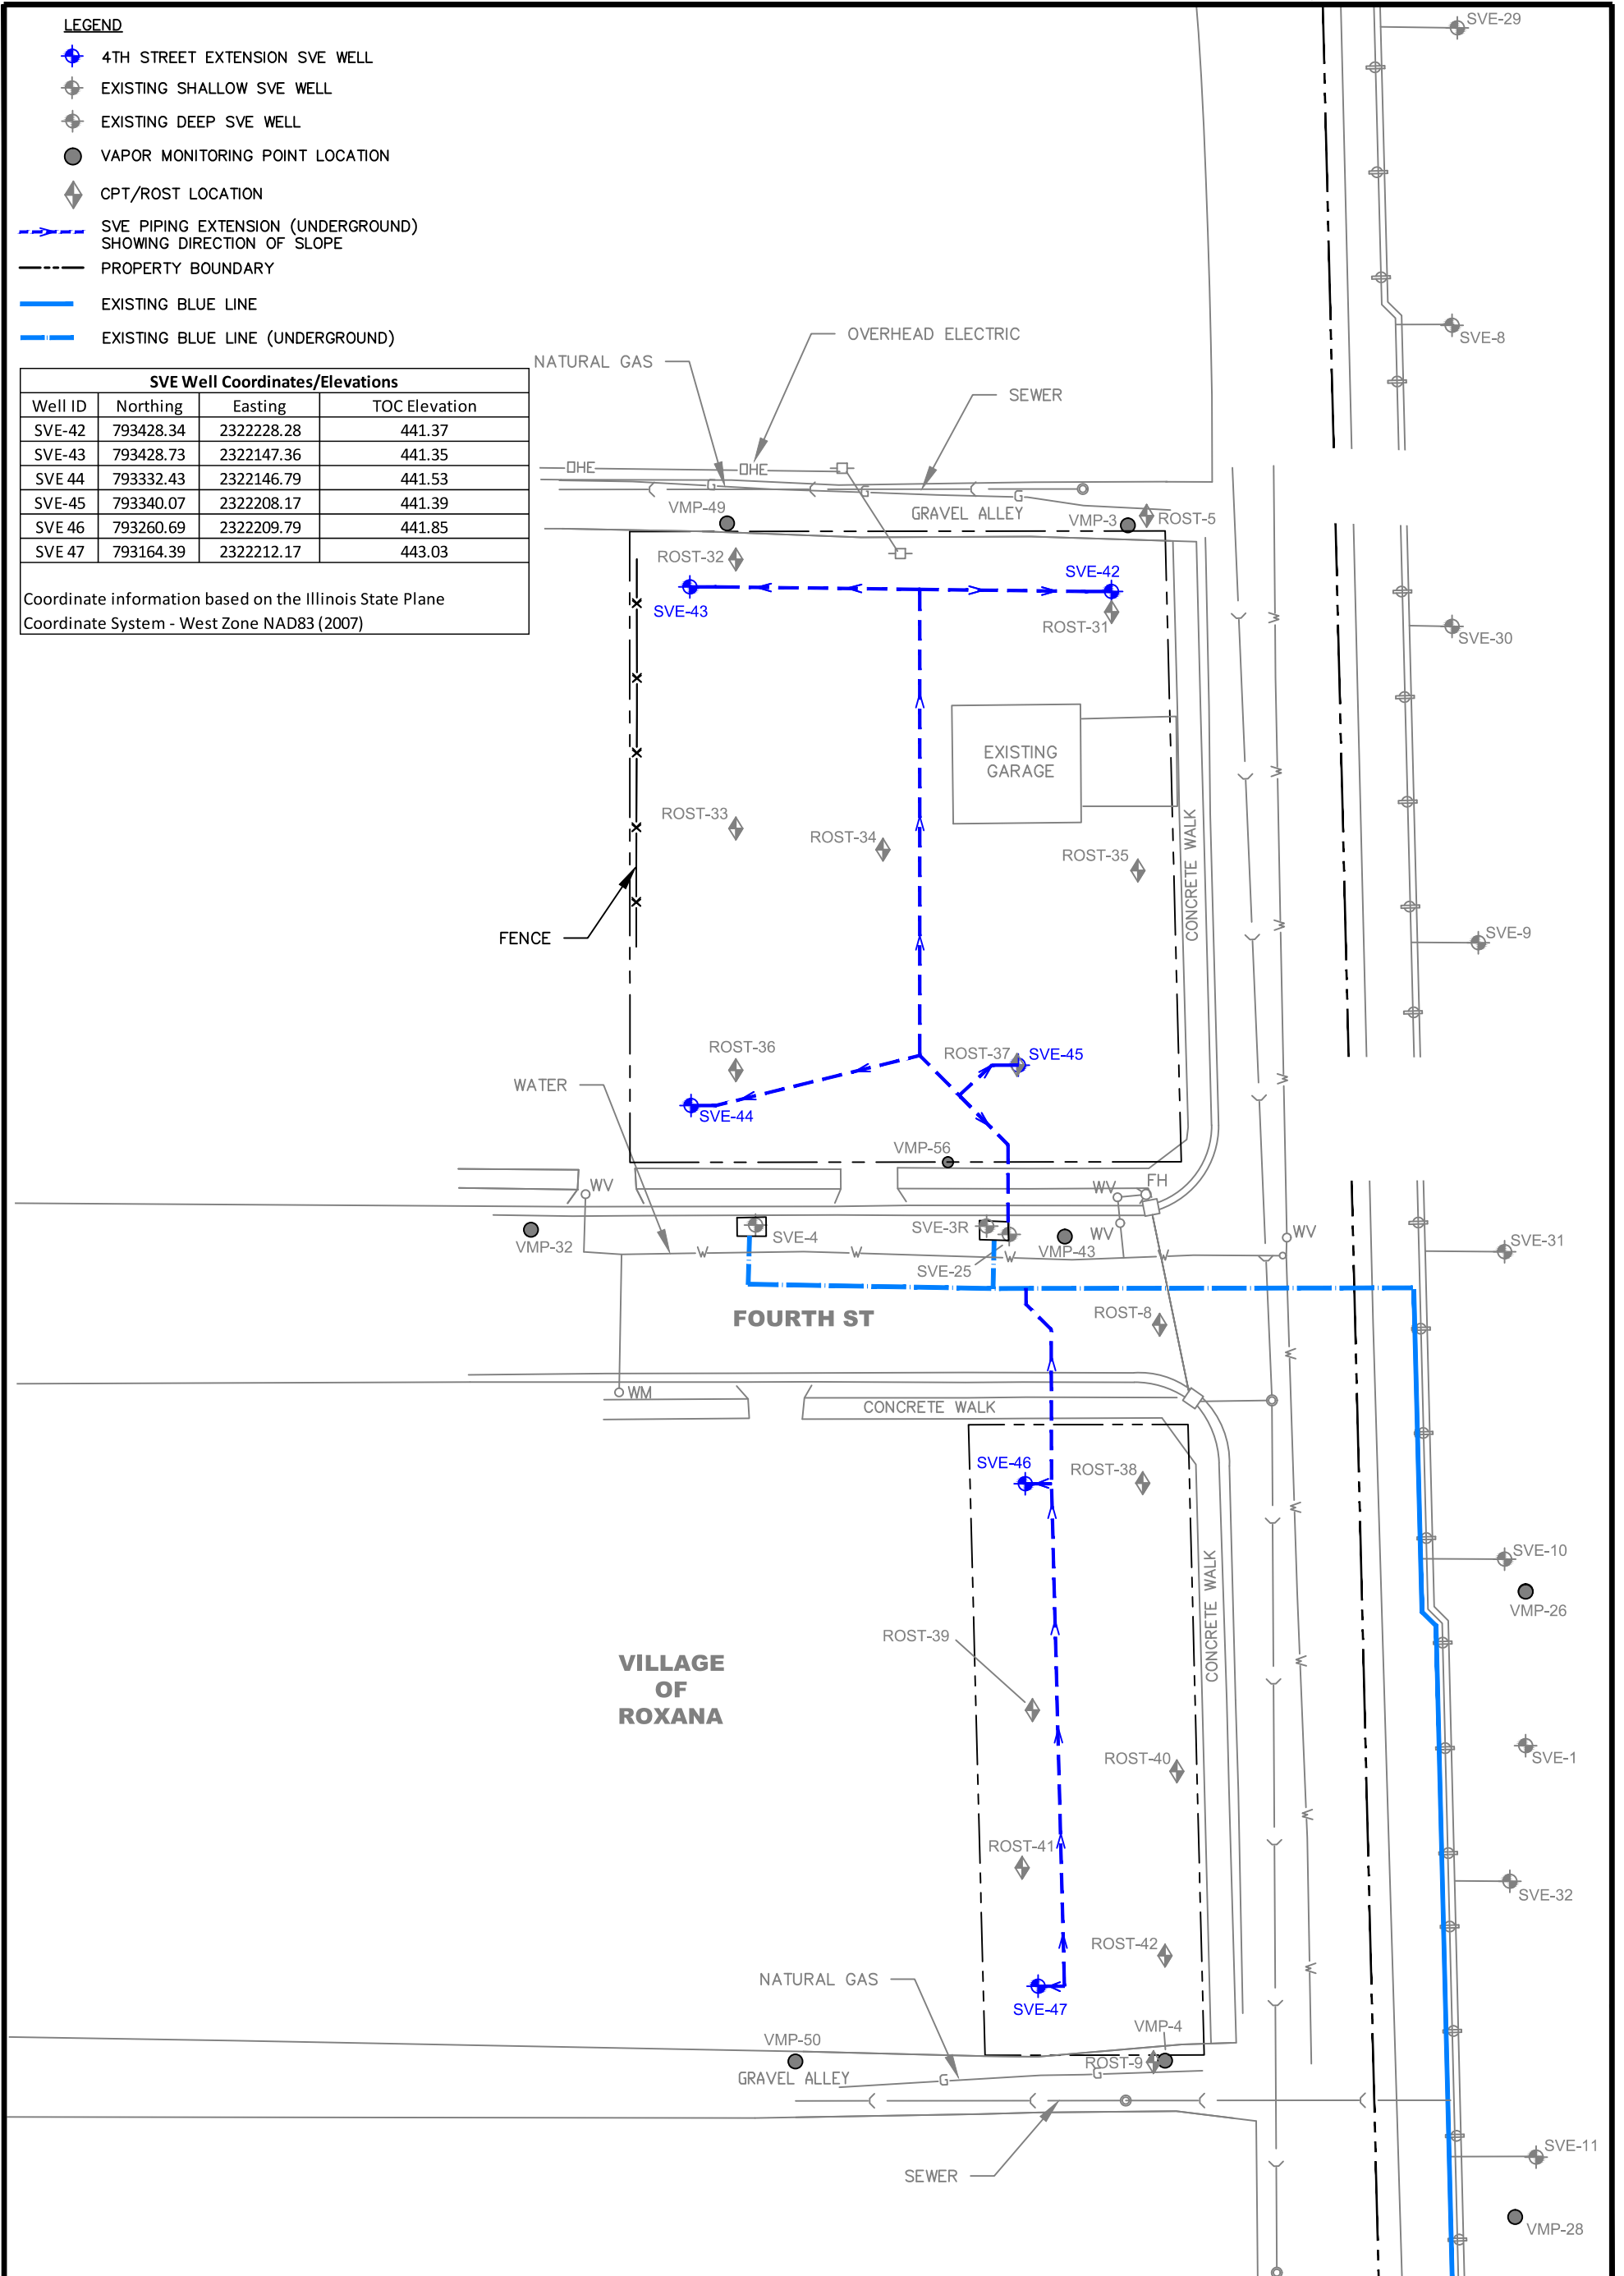 LEGEND
4TH STREET EXTENSION SVE WELL
EXISTING SHALLOW SVE WELL
EXISTING DEEP SVE WELL
VAPOR MONITORING POINT LOCATION
CPT/ROST LOCATION
SVE PIPING EXTENSION (UNDERGROUND)
SHOWING DIRECTION OF SLOPE
PROPERTY BOUNDARY
EXISTING BLUE LINE
EXISTING BLUE LINE (UNDERGROUND)
SVE Well Coordinates/Elevations
Well ID Northing Easting TOC Elevation
SVE-42 793428.34 2322228.28 441.37
SVE-43 793428.73 2322147.36 441.35
SVE 44 793332.43 2322146.79 441.53
SVE-45 793340.07 2322208.17 441.39
SVE 46 793260.69 2322209.79 441.85
SVE 47 793164.39 2322212.17 443.03
Coordinate information based on the Illinois State Plane
Coordinate System - West Zone NAD83 (2007)
SVE-29
SVE-8
OVERHEAD ELECTRIC
NATURAL GAS
SEWER
OHE
OHE
G
G
G
VMP-49
GRAVEL ALLEY
VMP-3
ROST-5
ROST-32
SVE-42
SVE-43
ROST-31
W
SVE-30
EXISTING
GARAGE
W
ROST-33
ROST-34
ROST-35
CONCRETE WALK
FENCE
W
SVE-9
ROST-36
ROST-37
SVE-45
WATER
W
SVE-44
VMP-56
WV
WV
FH
VMP-32
SVE-4
SVE-3R
WV
VMP-43
WV
SVE-31
W
W
W
W
SVE-25
FOURTH ST
ROST-8
W
WM
CONCRETE WALK
SVE-46
ROST-38
W
SVE-10
CONCRETE WALK
VMP-26
ROST-39
VILLAGE
OF
ROXANA
W
SVE-1
ROST-40
W
ROST-41
SVE-32
ROST-42
W
NATURAL GAS
SVE-47
VMP-50
VMP-4
ROST-9
GRAVEL ALLEY
G
G
SEWER
SVE-11
VMP-28